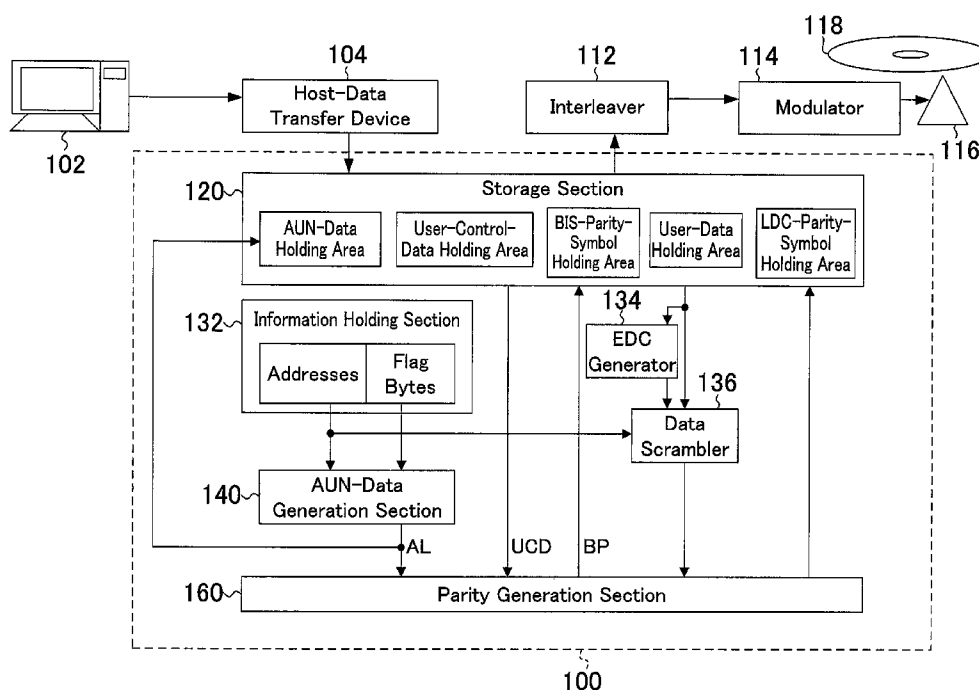 118
104
112
114
Host-Data
Transfer Device
Interleaver
Modulator
102
116
120
Storage Section
AUN-Data
Holding Area
User-Control-
Data Holding Area
BIS-Parity-
Symbol
Holding Area
User-Data
Holding Area
LDC-Parity-
Symbol
Holding Area
132
Information Holding Section
Addresses
Flag
Bytes
134
EDC
Generator
136
Data
Scrambler
140
AUN-Data
Generation Section
AL
UCD
BP
160
Parity Generation Section
100